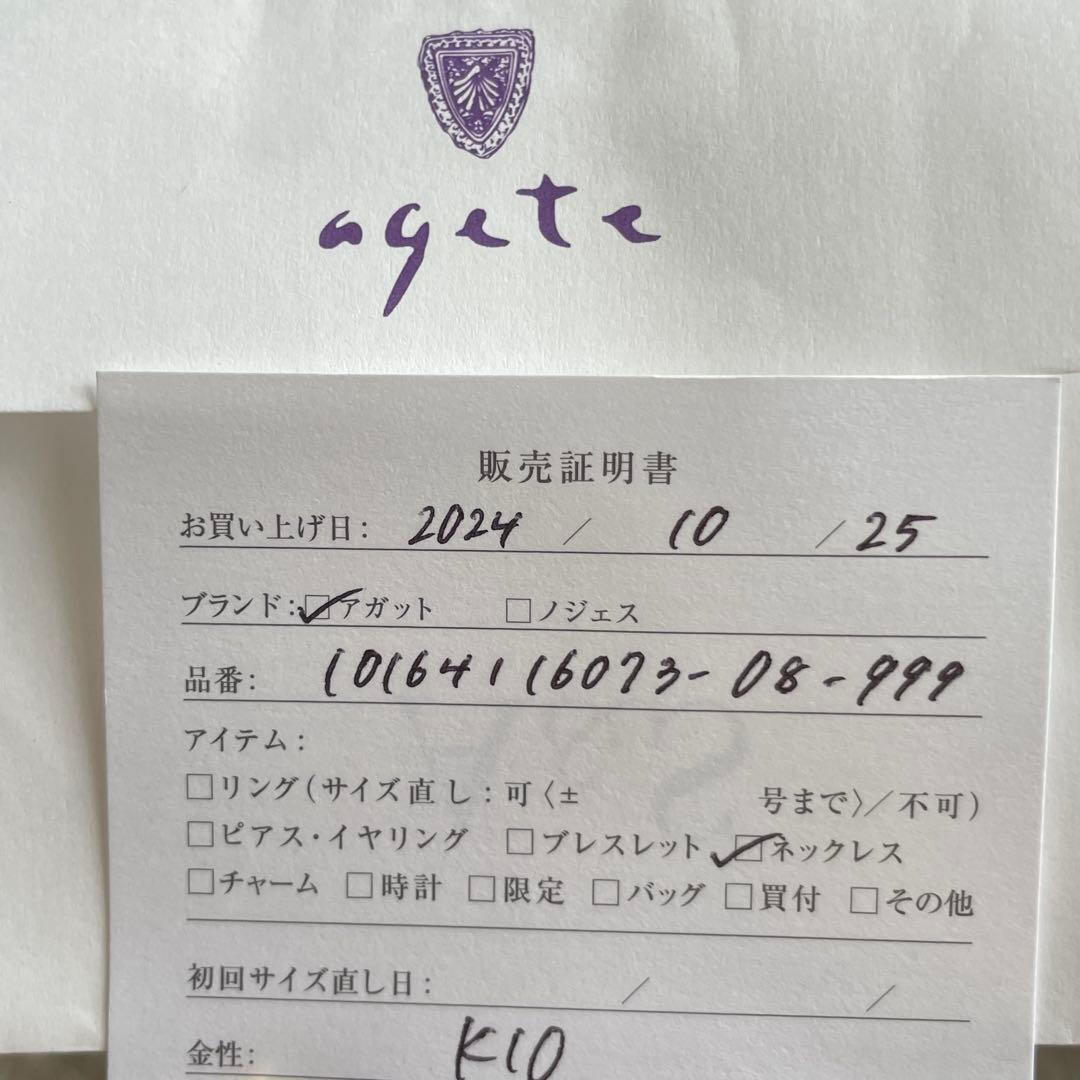 agete
販売証明書
お買い上げ日: 2024 / 10 / 25
ブランド: ☑アガット □ノジェス
品番: 10164116073-08-999
アイテム:
□リング(サイズ直し:可〈± 号まで〉/不可)
□ピアス・イヤリング □ブレスレット ☑ネックレス
□チャーム □時計 □限定 □バッグ □買付 □その他
初回サイズ直し日: / /
金性: K10